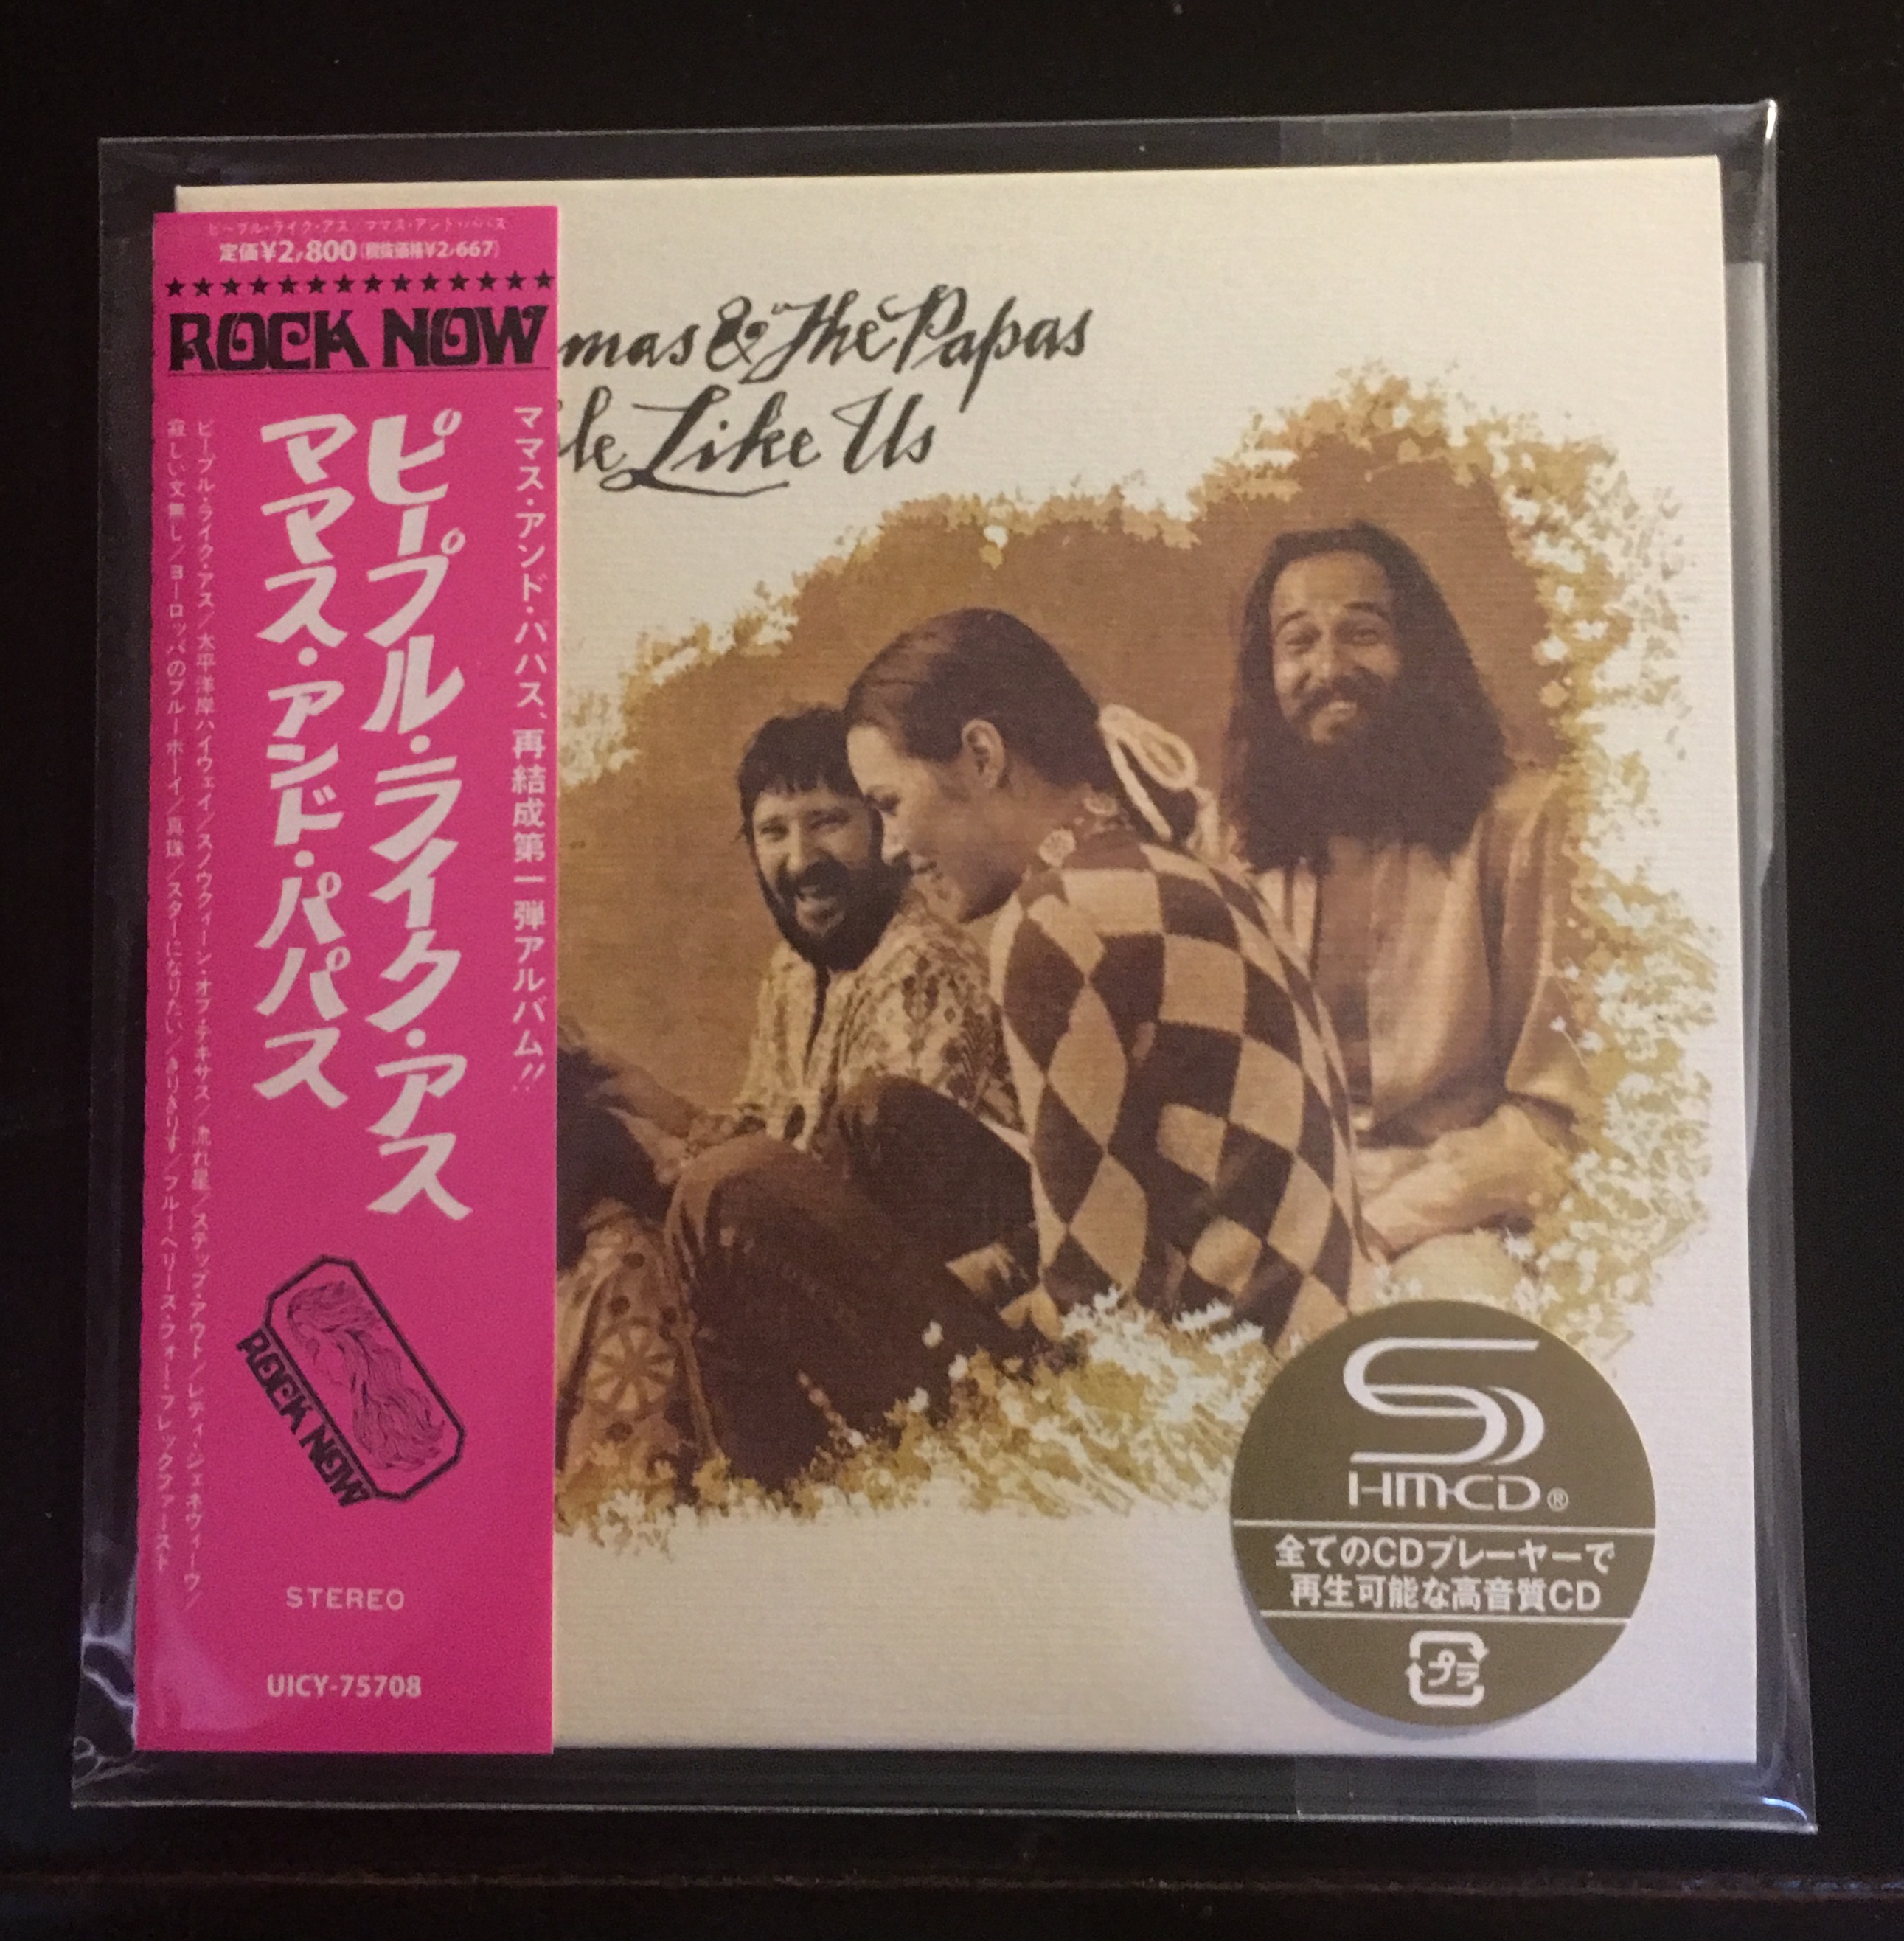 ピープル・ライク・アス/ママス・アンド・パパス
定価¥2,800(税抜価格¥2,667)
ROCK NOW
ママス・アンド・パパス、再結成第一弾アルバム!!
ピープル・ライク・アス
ママス・アンド・パパス
ピープル・ライク・アス/太平洋岸ハイウェイ/スノウクィーン・オブ・テキサス/流れ星/ステップ・アウト/レディ・ジェネヴィーヴ/
寂しい文無し/ヨーロッパのブルーボーイ/真珠/スターになりたい/きりきりす/ブルーベリーズ・フォー・ブレックファースト
ROCK NOW
STEREO
UICY-75708
mas & The Papas
le Like Us
SHM-CD®
全てのCDプレーヤーで
再生可能な高音質CD
プラ